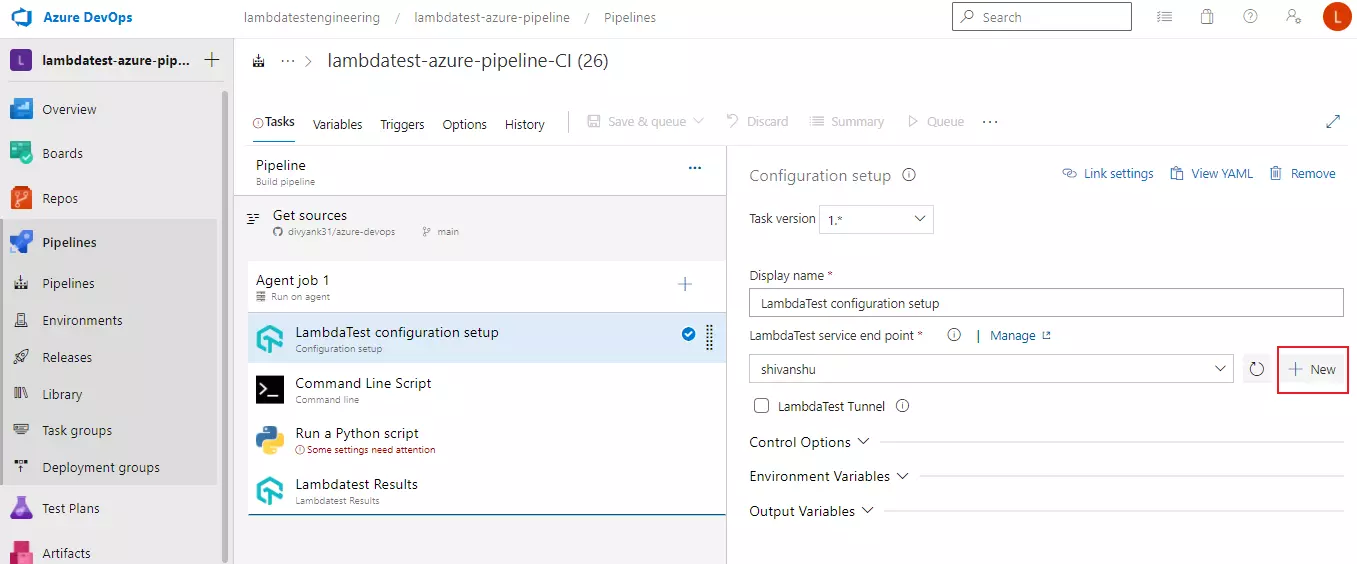 Azure DevOps
lambdatestengineering / lambdatest-azure-pipeline / Pipelines
Search
L
L lambdatest-azure-pip...
Overview
Boards
Repos
Pipelines
Pipelines
Environments
Releases
Library
Task groups
Deployment groups
Test Plans
Artifacts
··· > lambdatest-azure-pipeline-CI (26)
Tasks Variables Triggers Options History
Save & queue Discard Summary Queue ···
Pipeline ···
Build pipeline
Get sources
divyank31/azure-devops main
Agent job 1
Run on agent
LambdaTest configuration setup
Configuration setup
Command Line Script
Command line
Run a Python script
Some settings need attention
Lambdatest Results
Lambdatest Results
Configuration setup
Link settings View YAML Remove
Task version 1.*
Display name *
LambdaTest configuration setup
LambdaTest service end point * | Manage
shivanshu
+ New
LambdaTest Tunnel
Control Options
Environment Variables
Output Variables